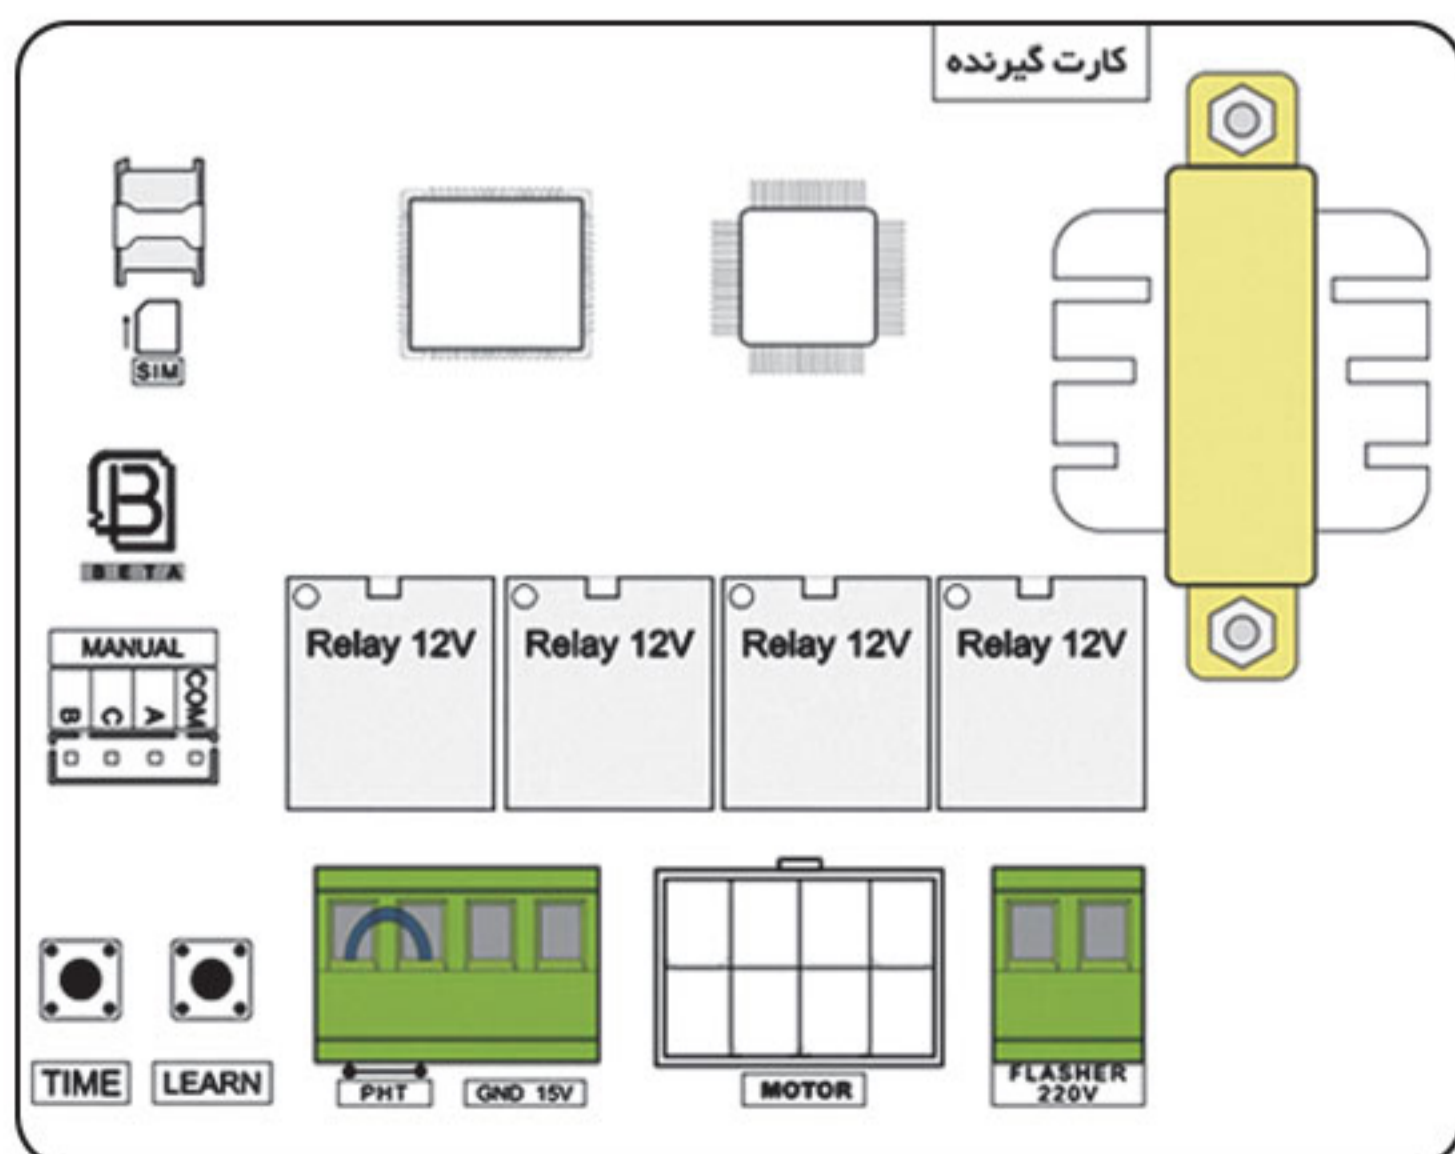 کارت گیرنده
SIM
BETA
MANUAL
B C A COM
Relay 12V Relay 12V Relay 12V Relay 12V
TIME LEARN
PHT GND 15V
MOTOR
FLASHER
220V